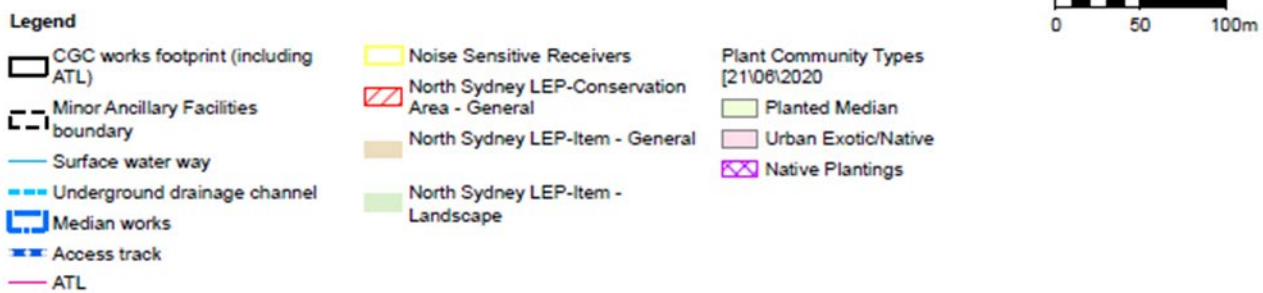 Legend
CGC works footprint (including
ATL)
Minor Ancillary Facilities
boundary
Surface water way
Underground drainage channel
Median works
Access track
ATL
Noise Sensitive Receivers
North Sydney LEP-Conservation
Area - General
North Sydney LEP-Item - General
North Sydney LEP-Item -
Landscape
Plant Community Types
[21\06\2020
Planted Median
Urban Exotic/Native
Native Plantings
0 50 100m